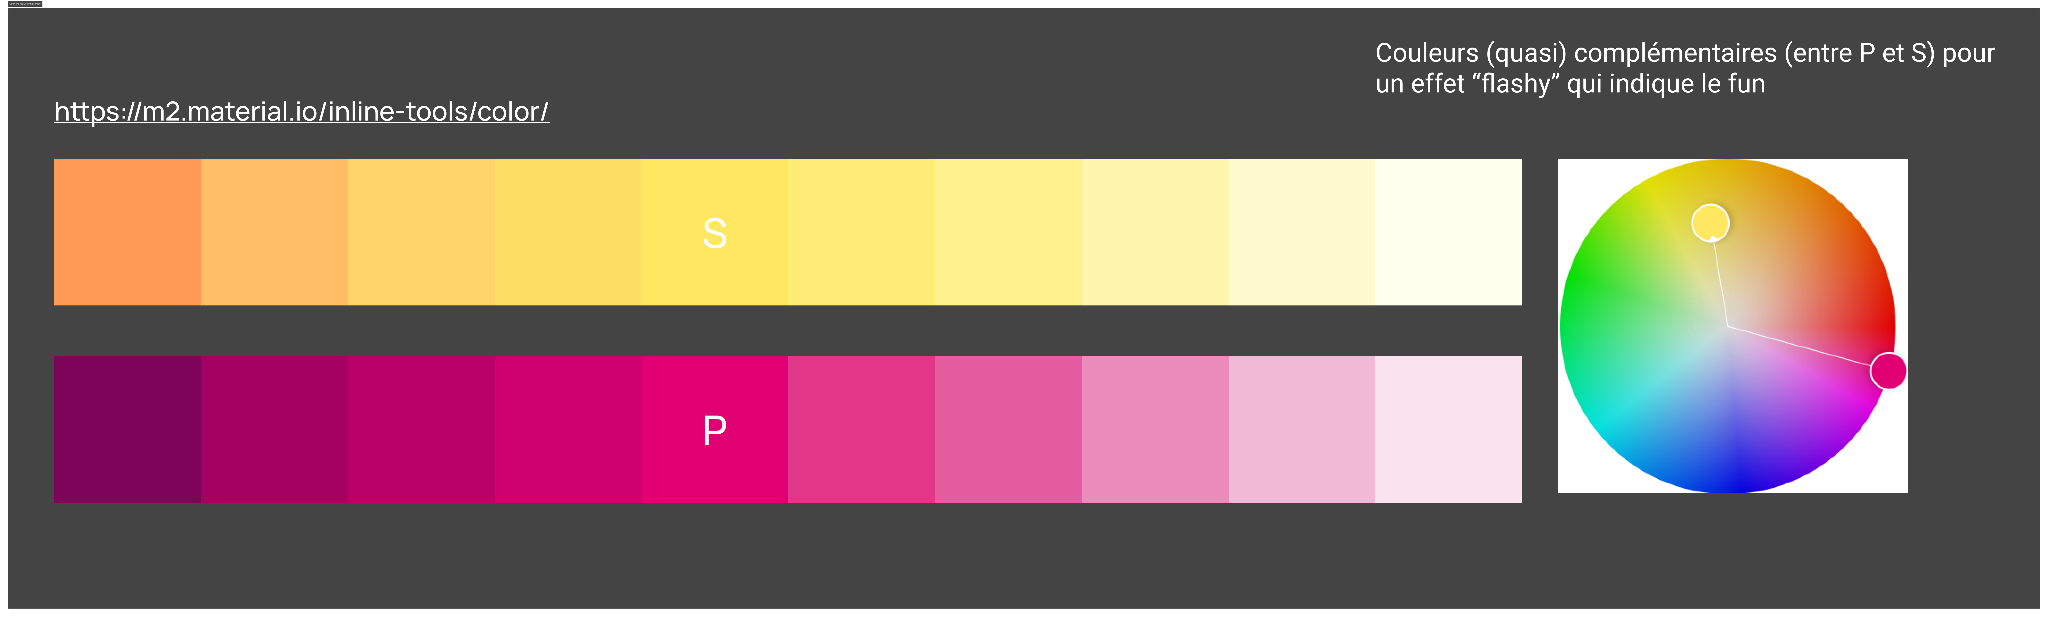 Couleurs (quasi) complémentaires (entre P et S) pour
un effet “flashy” qui indique le fun
https://m2.material.io/inline-tools/color/
S
P